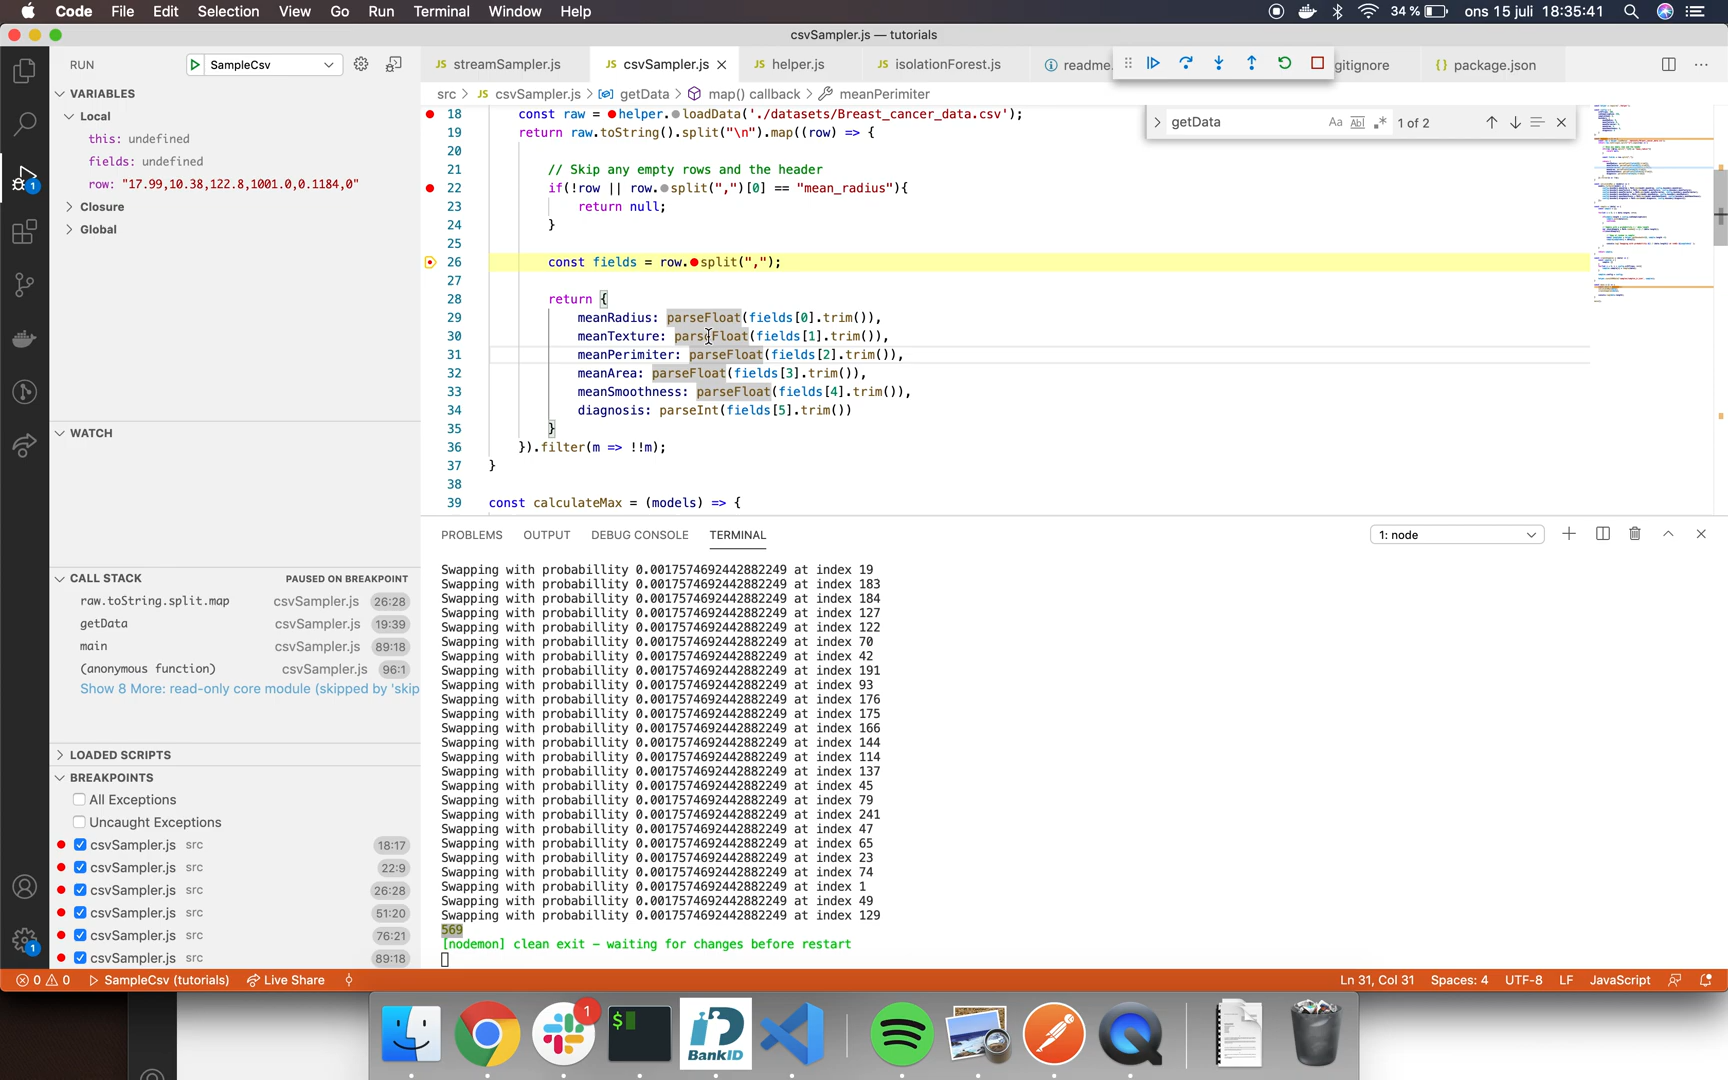 Code File Edit Selection View Go Run Terminal Window Help 34 % ons 15 juli 18:35:41
csvSampler.js — tutorials
RUN SampleCsv
JS streamSampler.js JS csvSampler.js JS helper.js JS isolationForest.js readme. gitignore {} package.json
src > JS csvSampler.js > getData > map() callback > meanPerimiter
getData Aa Abl .* 1 of 2
VARIABLES
Local
this: undefined
fields: undefined
row: "17.99,10.38,122.8,1001.0,0.1184,0"
Closure
Global
WATCH
CALL STACK PAUSED ON BREAKPOINT
raw.toString.split.map csvSampler.js 26:28
getData csvSampler.js 19:39
main csvSampler.js 89:18
(anonymous function) csvSampler.js 96:1
Show 8 More: read-only core module (skipped by 'skip
LOADED SCRIPTS
BREAKPOINTS
All Exceptions
Uncaught Exceptions
csvSampler.js src 18:17
csvSampler.js src 22:9
csvSampler.js src 26:28
csvSampler.js src 51:20
csvSampler.js src 76:21
csvSampler.js src 89:18
18 const raw = helper.loadData('./datasets/Breast_cancer_data.csv');
19 return raw.toString().split("\n").map((row) => {
20
21 // Skip any empty rows and the header
22 if(!row || row.split(",")[0] == "mean_radius"){
23 return null;
24 }
25
26 const fields = row.split(",");
27
28 return {
29 meanRadius: parseFloat(fields[0].trim()),
30 meanTexture: parseFloat(fields[1].trim()),
31 meanPerimiter: parseFloat(fields[2].trim()),
32 meanArea: parseFloat(fields[3].trim()),
33 meanSmoothness: parseFloat(fields[4].trim()),
34 diagnosis: parseInt(fields[5].trim())
35 }
36 }).filter(m => !!m);
37 }
38
39 const calculateMax = (models) => {
PROBLEMS OUTPUT DEBUG CONSOLE TERMINAL 1: node
Swapping with probabillity 0.0017574692442882249 at index 19
Swapping with probabillity 0.0017574692442882249 at index 183
Swapping with probabillity 0.0017574692442882249 at index 184
Swapping with probabillity 0.0017574692442882249 at index 127
Swapping with probabillity 0.0017574692442882249 at index 122
Swapping with probabillity 0.0017574692442882249 at index 70
Swapping with probabillity 0.0017574692442882249 at index 42
Swapping with probabillity 0.0017574692442882249 at index 191
Swapping with probabillity 0.0017574692442882249 at index 93
Swapping with probabillity 0.0017574692442882249 at index 176
Swapping with probabillity 0.0017574692442882249 at index 175
Swapping with probabillity 0.0017574692442882249 at index 166
Swapping with probabillity 0.0017574692442882249 at index 144
Swapping with probabillity 0.0017574692442882249 at index 114
Swapping with probabillity 0.0017574692442882249 at index 137
Swapping with probabillity 0.0017574692442882249 at index 45
Swapping with probabillity 0.0017574692442882249 at index 79
Swapping with probabillity 0.0017574692442882249 at index 241
Swapping with probabillity 0.0017574692442882249 at index 47
Swapping with probabillity 0.0017574692442882249 at index 65
Swapping with probabillity 0.0017574692442882249 at index 23
Swapping with probabillity 0.0017574692442882249 at index 74
Swapping with probabillity 0.0017574692442882249 at index 1
Swapping with probabillity 0.0017574692442882249 at index 49
Swapping with probabillity 0.0017574692442882249 at index 129
569
[nodemon] clean exit - waiting for changes before restart
0 0 SampleCsv (tutorials) Live Share Ln 31, Col 31 Spaces: 4 UTF-8 LF JavaScript
1
$
BankID